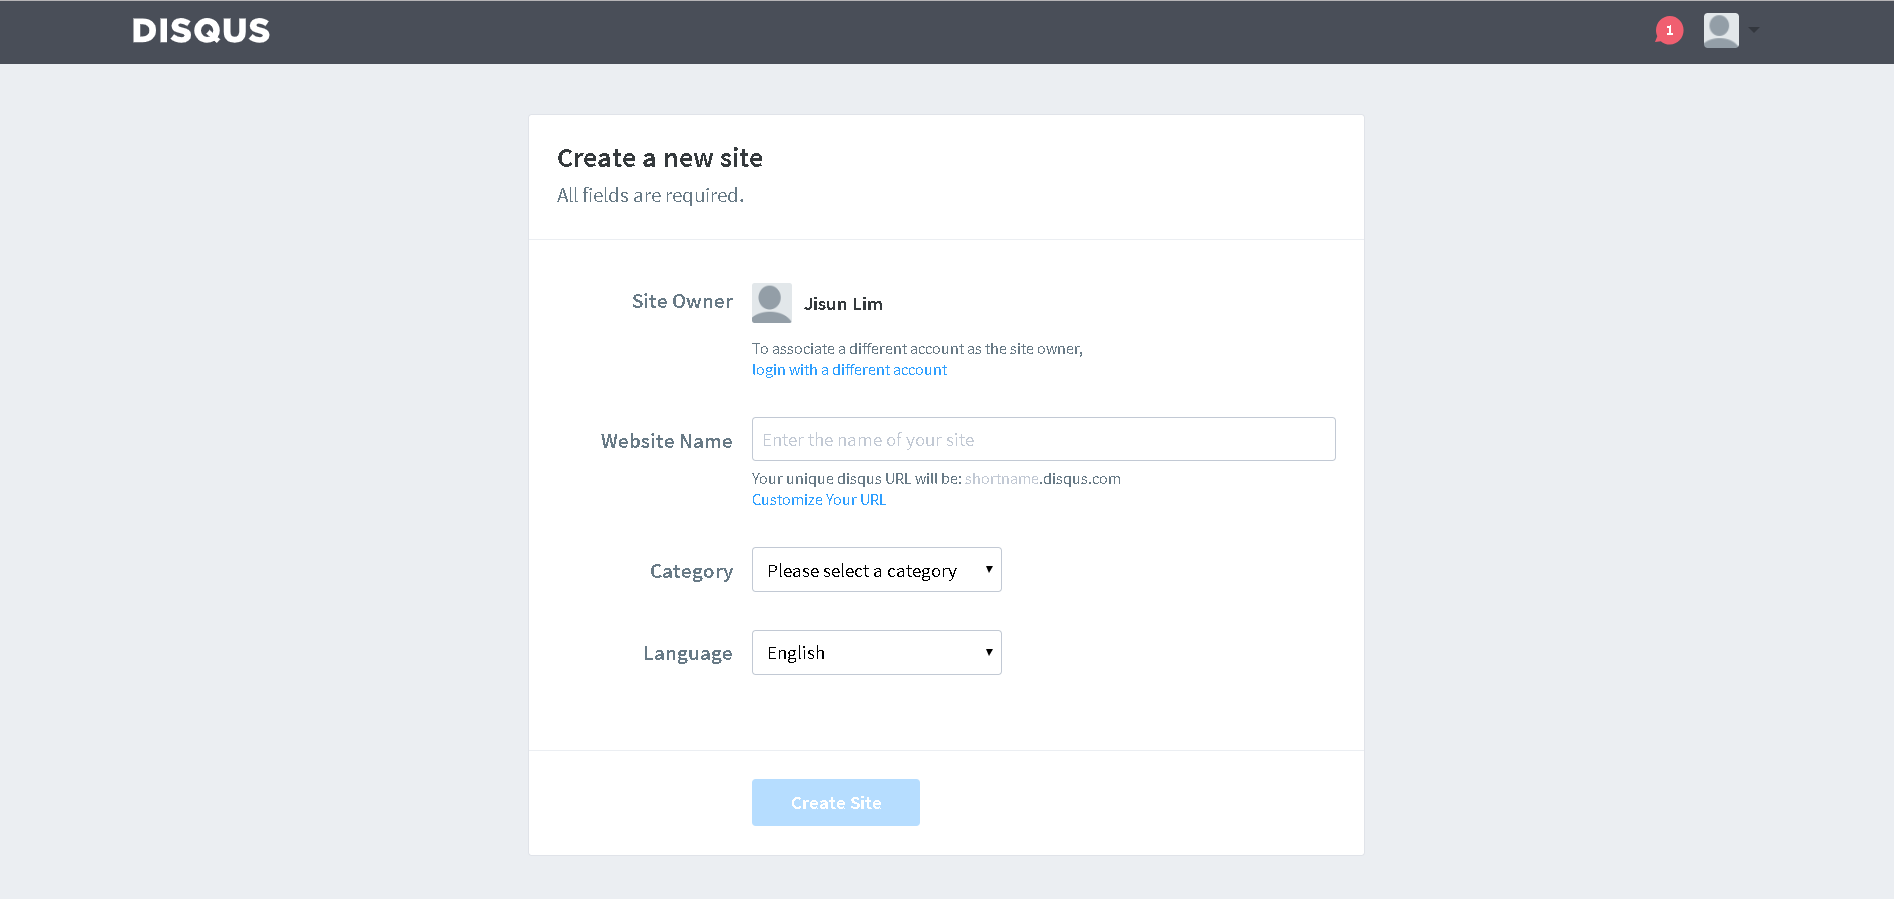 DISQUS
1
Create a new site
All fields are required.
Site Owner
Jisun Lim
To associate a different account as the site owner,
login with a different account
Website Name
Enter the name of your site
Your unique disqus URL will be: shortname.disqus.com
Customize Your URL
Category
Please select a category
Language
English
Create Site